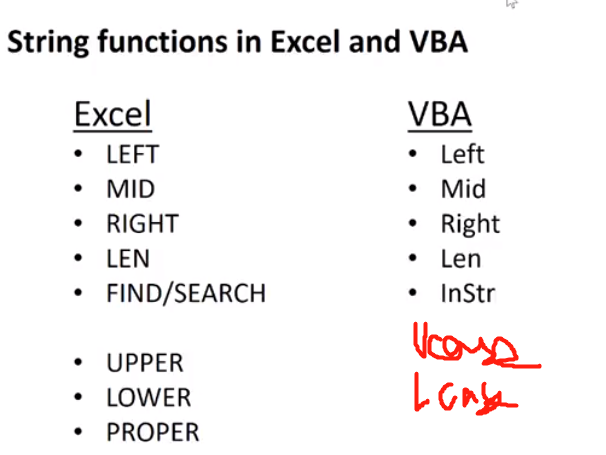 String functions in Excel and VBA
Excel
• LEFT
• MID
• RIGHT
• LEN
• FIND/SEARCH
• UPPER
• LOWER
• PROPER
VBA
• Left
• Mid
• Right
• Len
• InStr
Ucase
Lcase